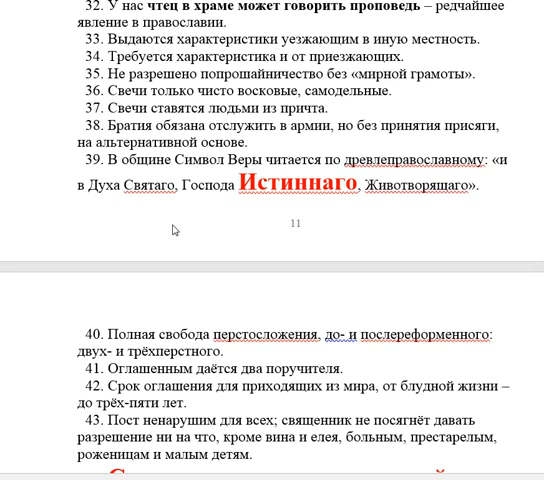 32. У нас чтец в храме может говорить проповедь – редчайшее
явление в православии.
33. Выдаются характеристики уезжающим в иную местность.
34. Требуется характеристика и от приезжающих.
35. Не разрешено попрошайничество без «мирной грамоты».
36. Свечи только чисто восковые, самодельные.
37. Свечи ставятся людьми из причта.
38. Братия обязана отслужить в армии, но без принятия присяги,
на альтернативной основе.
39. В общине Символ Веры читается по древлеправославному: «и
в Духа Святаго, Господа Истиннаго, Животворящаго».
11
40. Полная свобода перстосложения, до- и послереформенного:
двух- и трёхперстного.
41. Оглашенным даётся два поручителя.
42. Срок оглашения для приходящих из мира, от блудной жизни –
до трёх-пяти лет.
43. Пост ненарушим для всех; священник не посягнёт давать
разрешение ни на что, кроме вина и елея, больным, престарелым,
роженицам и малым детям.